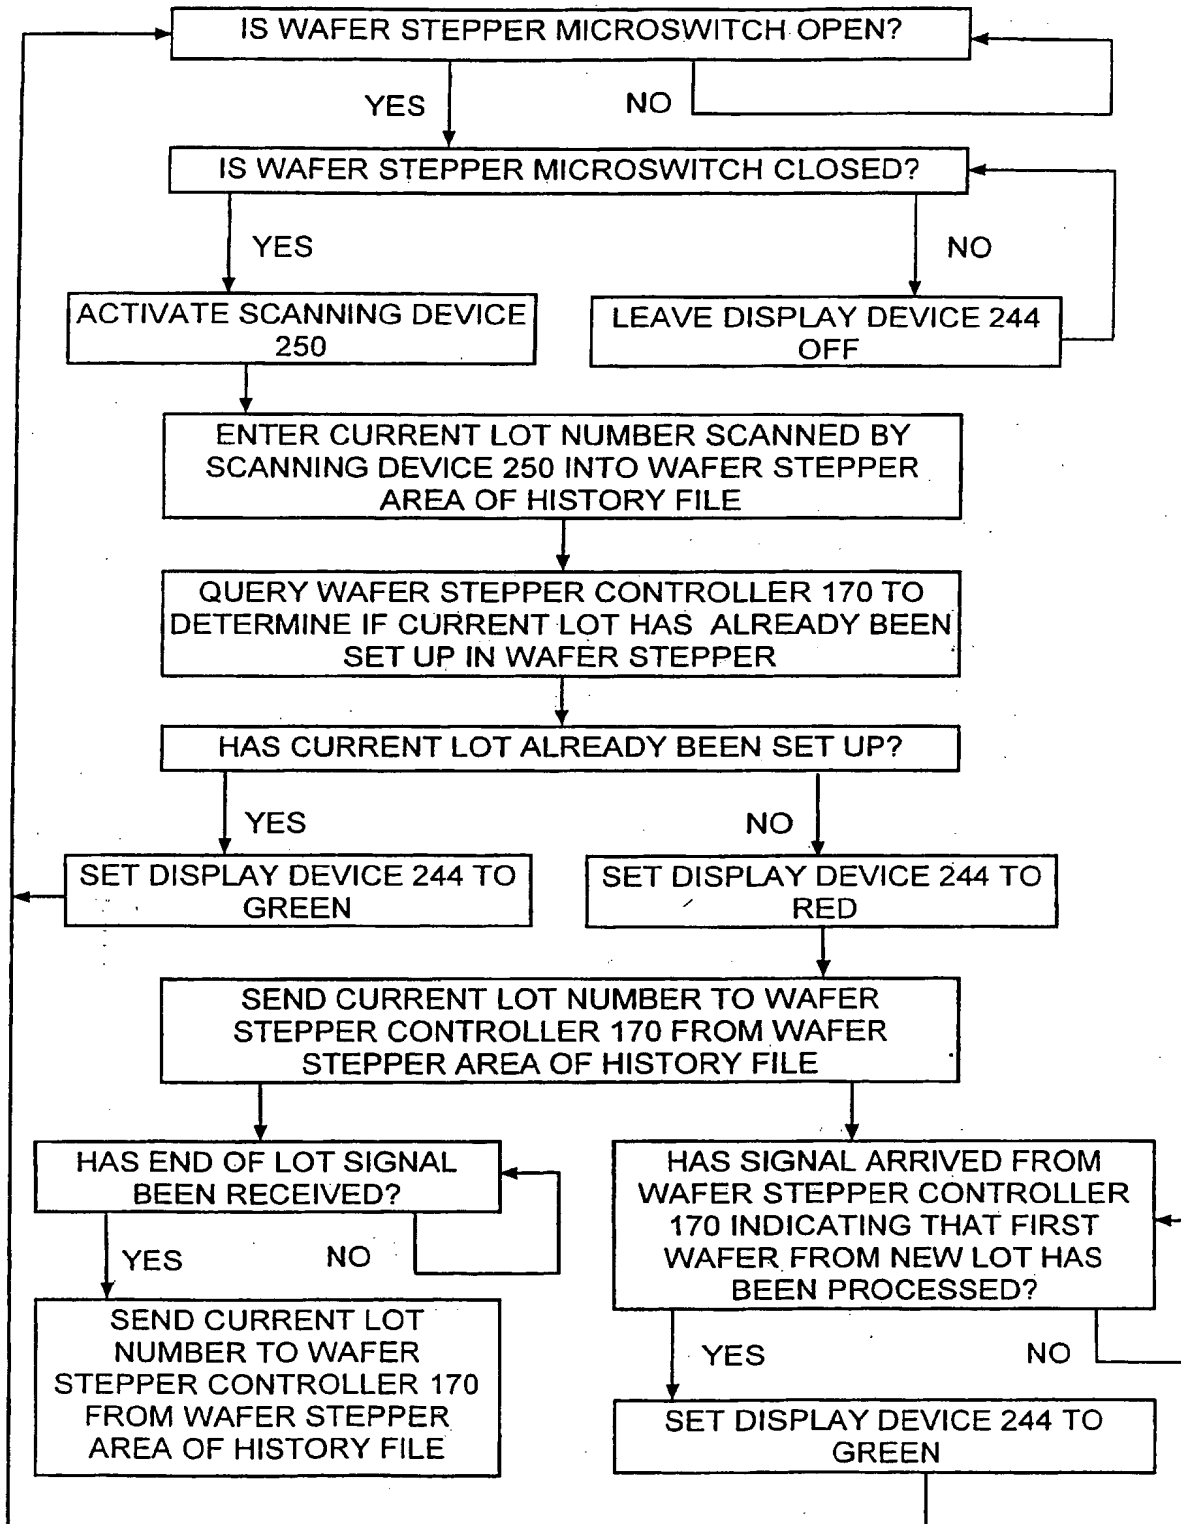 IS WAFER STEPPER MICROSWITCH OPEN?
YES
NO
IS WAFER STEPPER MICROSWITCH CLOSED?
YES
NO
ACTIVATE SCANNING DEVICE
250
LEAVE DISPLAY DEVICE 244
OFF
ENTER CURRENT LOT NUMBER SCANNED BY
SCANNING DEVICE 250 INTO WAFER STEPPER
AREA OF HISTORY FILE
QUERY WAFER STEPPER CONTROLLER 170 TO
DETERMINE IF CURRENT LOT HAS ALREADY BEEN
SET UP IN WAFER STEPPER
HAS CURRENT LOT ALREADY BEEN SET UP?
YES
NO
SET DISPLAY DEVICE 244 TO
GREEN
SET DISPLAY DEVICE 244 TO
RED
SEND CURRENT LOT NUMBER TO WAFER
STEPPER CONTROLLER 170 FROM WAFER
STEPPER AREA OF HISTORY FILE
HAS END OF LOT SIGNAL
BEEN RECEIVED?
YES
NO
SEND CURRENT LOT
NUMBER TO WAFER
STEPPER CONTROLLER 170
FROM WAFER STEPPER
AREA OF HISTORY FILE
HAS SIGNAL ARRIVED FROM
WAFER STEPPER CONTROLLER
170 INDICATING THAT FIRST
WAFER FROM NEW LOT HAS
BEEN PROCESSED?
YES
NO
SET DISPLAY DEVICE 244 TO
GREEN